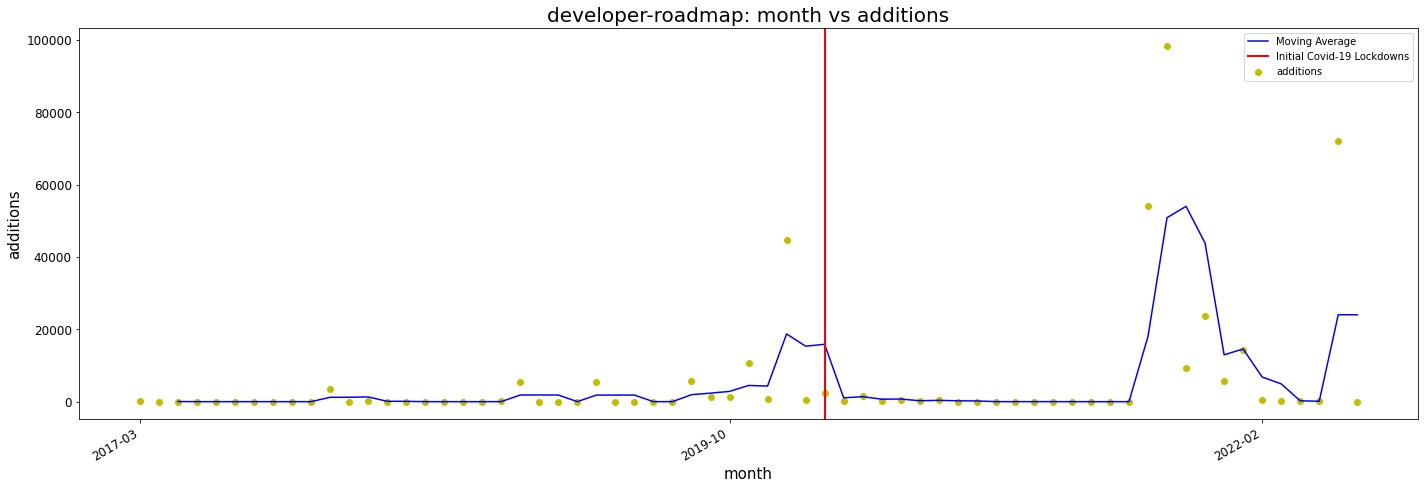 developer-roadmap: month vs additions
100000
80000
60000
40000
20000
0
additions
Moving Average
Initial Covid-19 Lockdowns
additions
2017-03
2019-10
2022-02
month